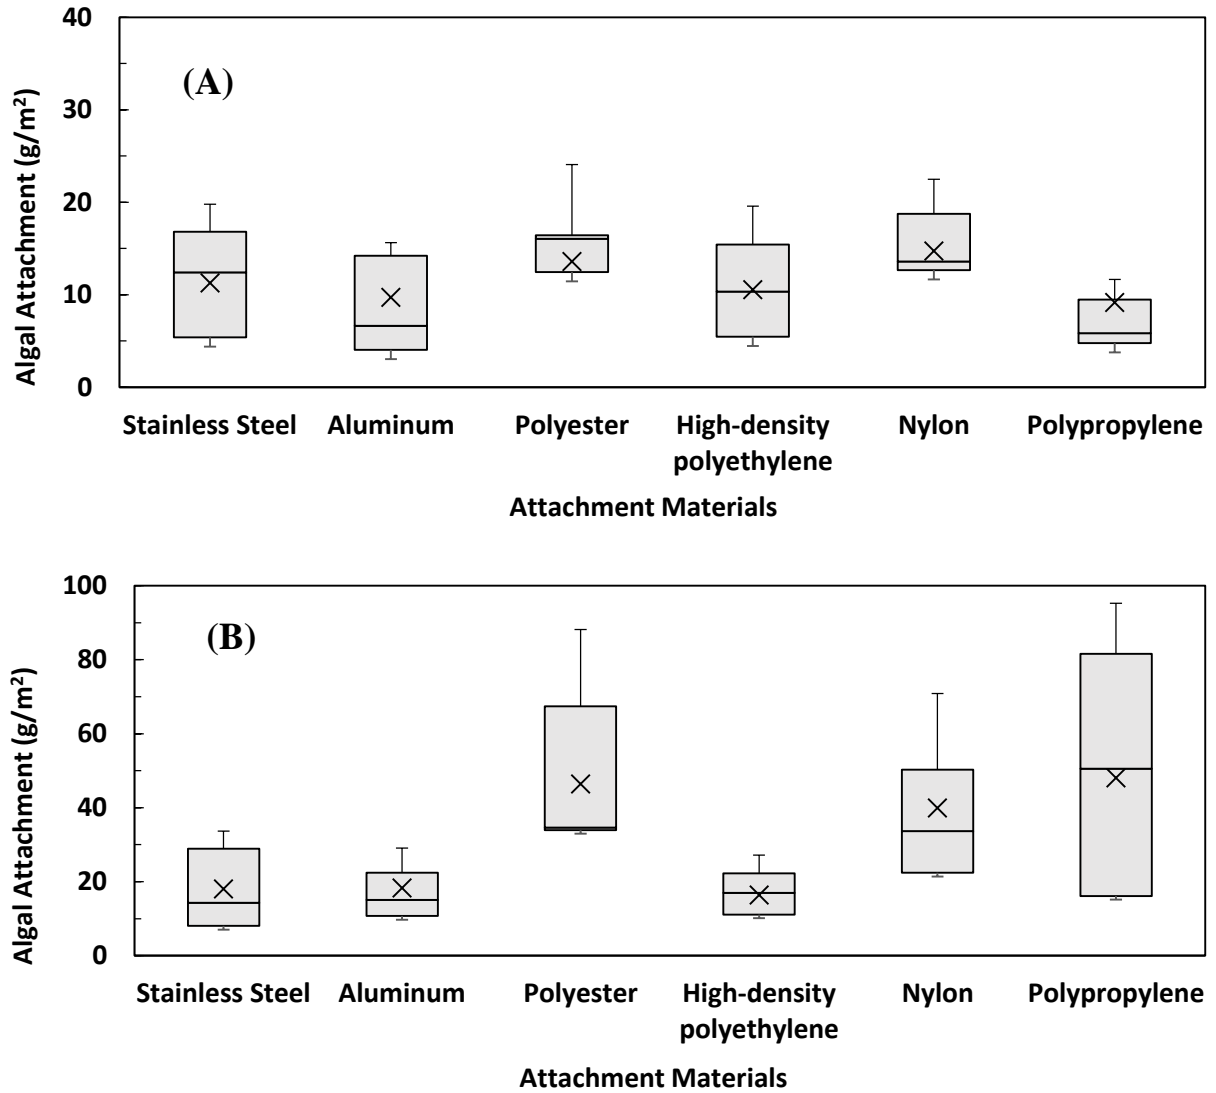 40
(A)
30
20
10
0
Algal Attachment (g/m²)
Stainless Steel Aluminum Polyester High-density Nylon Polypropylene
polyethylene
Attachment Materials
100
(B)
80
60
40
20
0
Algal Attachment (g/m²)
Stainless Steel Aluminum Polyester High-density Nylon Polypropylene
polyethylene
Attachment Materials